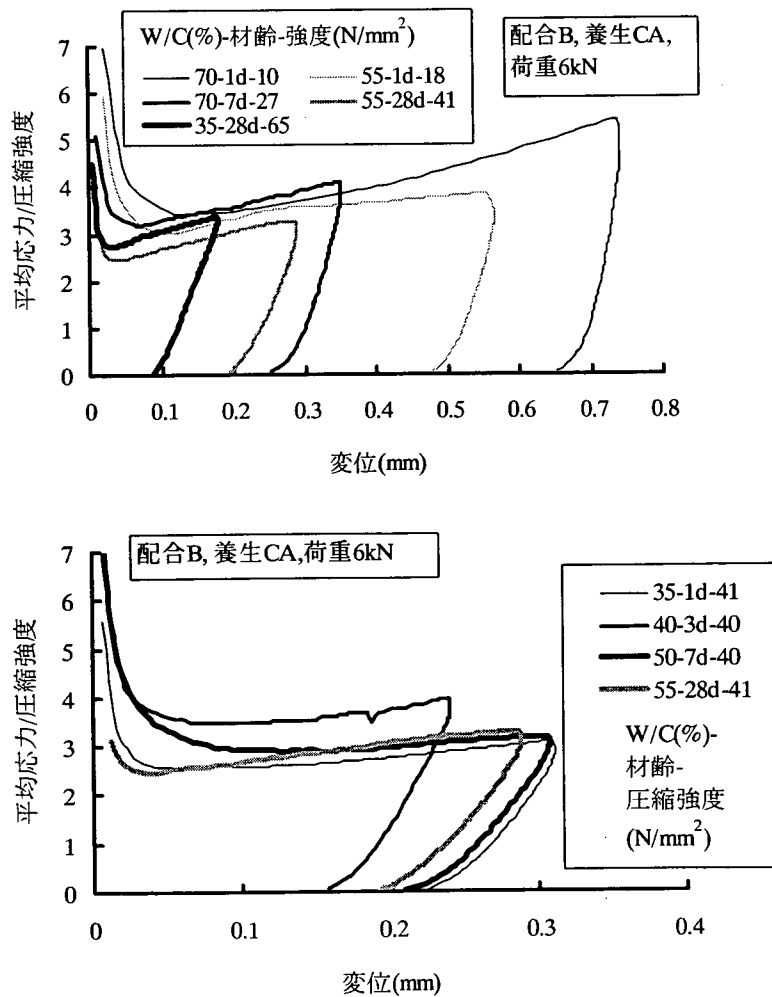 W/C(%)-材齢-強度(N/mm²)
70-1d-10 55-1d-18
70-7d-27 55-28d-41
35-28d-65
配合B, 養生CA,
荷重6kN
平均応力/圧縮強度
7
6
5
4
3
2
1
0
0 0.1 0.2 0.3 0.4 0.5 0.6 0.7 0.8
変位(mm)
配合B, 養生CA,荷重6kN
35-1d-41
40-3d-40
50-7d-40
55-28d-41
W/C(%)-
材齢-
圧縮強度
(N/mm²)
平均応力/圧縮強度
7
6
5
4
3
2
1
0
0 0.1 0.2 0.3 0.4
変位(mm)